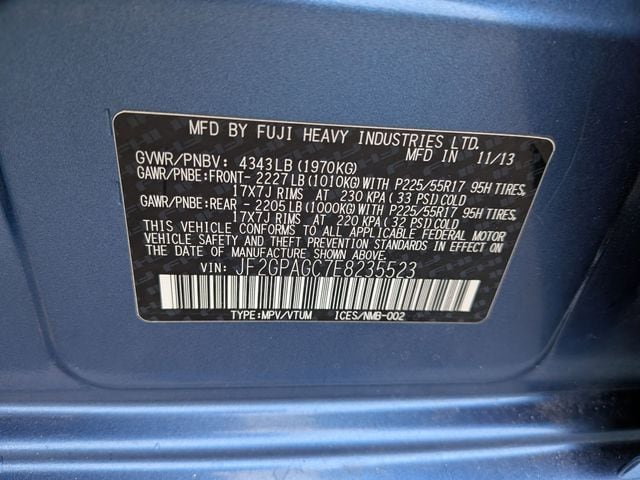 MFD BY FUJI HEAVY INDUSTRIES LTD.
MFD IN 11/13
GVWR/PNBV: 4343LB(1970KG)
GAWR/PNBE:FRONT- 2227LB(1010KG)WITH P225/55R17 95H TIRES,
17X7J RIMS AT 230 KPA(33 PSI)COLD
GAWR/PNBE:REAR - 2205LB(1000KG)WITH P225/55R17 95H TIRES,
17X7J RIMS AT 220 KPA(32 PSI)COLD
THIS VEHICLE CONFORMS TO ALL APPLICABLE FEDERAL MOTOR
VEHICLE SAFETY AND THEFT PREVENTION STANDARDS IN EFFECT ON
THE DATE OF MANUFACTURE SHOWN ABOVE.
VIN: JF2GPAGC7E8235523
TYPE:MPV/VTUM ICES/NMB-002